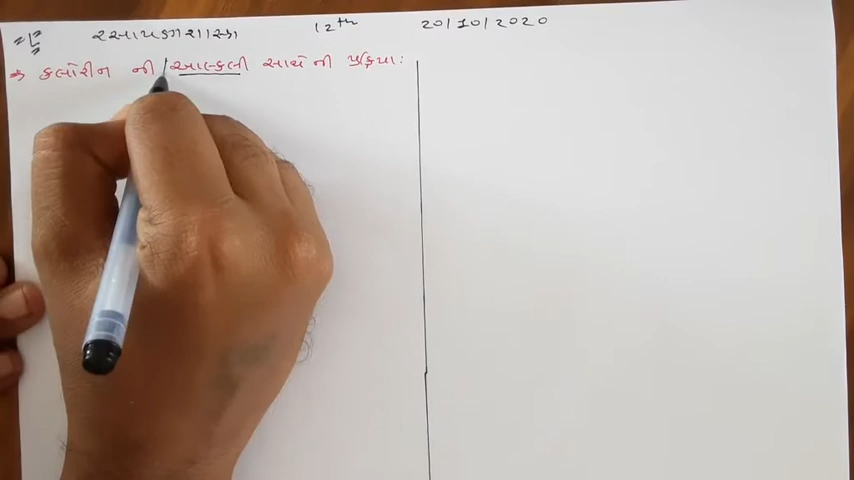 =L= રસાયણશાસ્ત્ર 12th 20/10/2020
⇒ ક્લોરીન ની આલ્કલી સાથે ની પ્રક્રિયા: